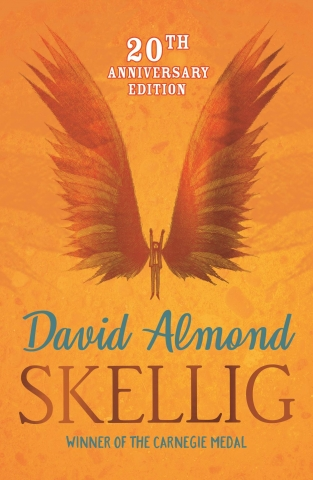 20TH
ANNIVERSARY
EDITION
David Almond
SKELLIG
WINNER OF THE CARNEGIE MEDAL